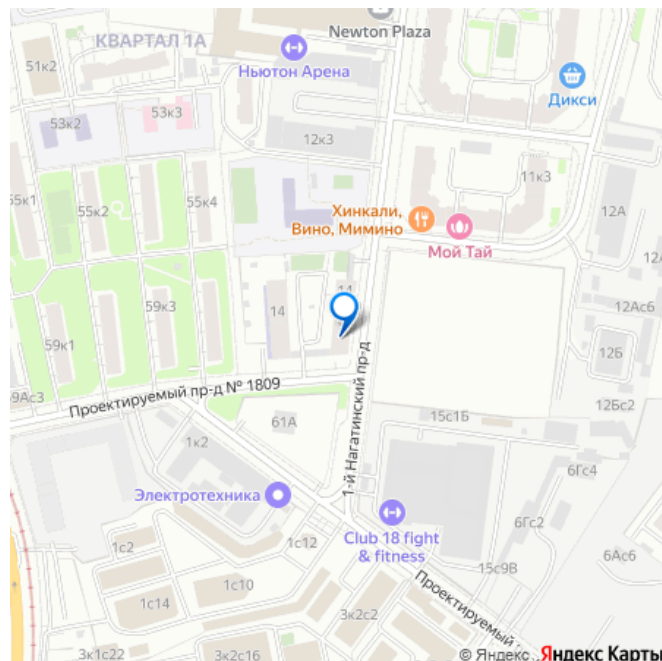 Newton Plaza
КВАРТАЛ 1А
51к2
Ньютон Арена
Дикси
53к3
53к2
12к3
11к3
55к1
55к2
55к4
Хинкали,
Вино, Мимино
12А
Мой Тай
14
14
59к3
12Ас6
59к1
12Б
Проектируемый пр-д № 1809
1-й Нагатинский пр-д
9Ас3
12Бс2
15с1Б
61А
1к2
6Гс4
Электротехника
Club 18 fight
& fitness
6Гс2
1с2
1с12
6Ас6
15с9В
1с10
Проектируемый
1с14
3к2с2
3к1с22
3к2с16
© Яндекс Яндекс Карты